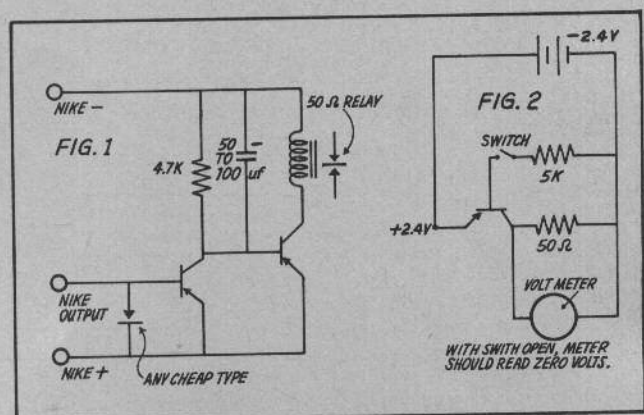 NIKE -
FIG. 1
4.7K
50
TO
100 uf
-
50 Ω RELAY
NIKE
OUTPUT
NIKE +
ANY CHEAP TYPE
-2.4V
FIG. 2
SWITCH
5K
+2.4V
50 Ω
VOLT METER
WITH SWITH OPEN, METER
SHOULD READ ZERO VOLTS.